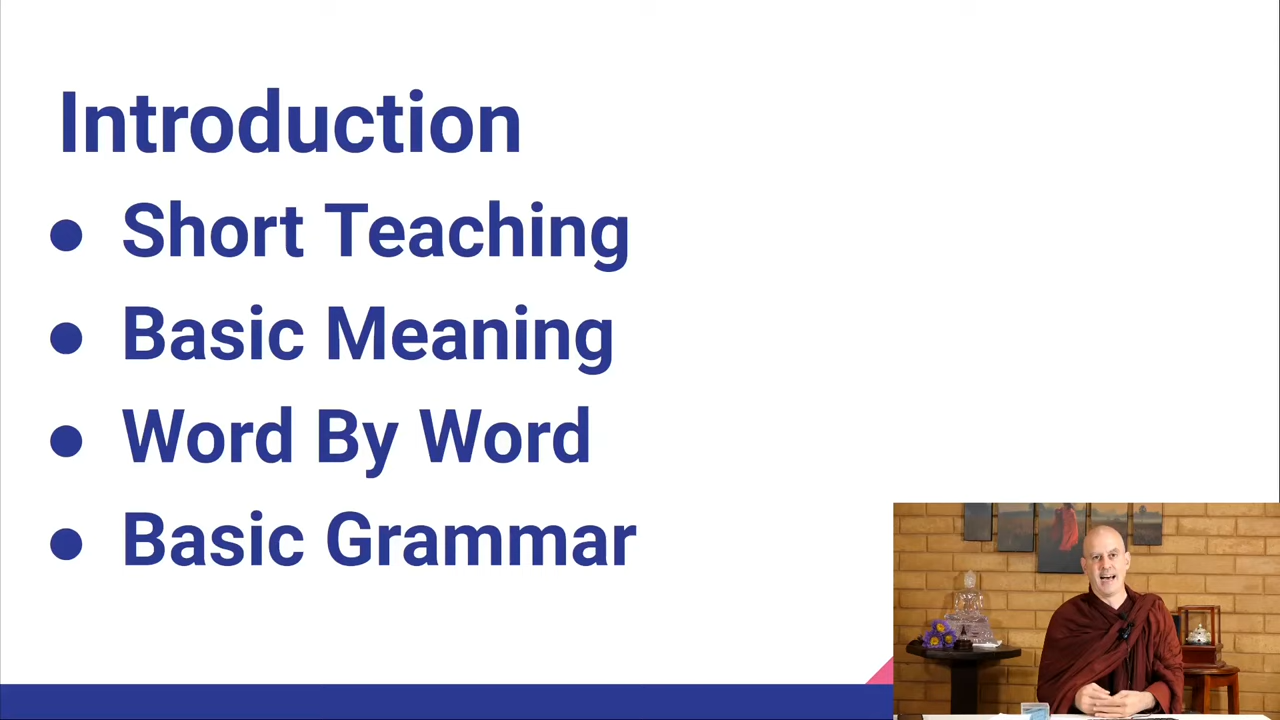 Introduction
● Short Teaching
● Basic Meaning
● Word By Word
● Basic Grammar